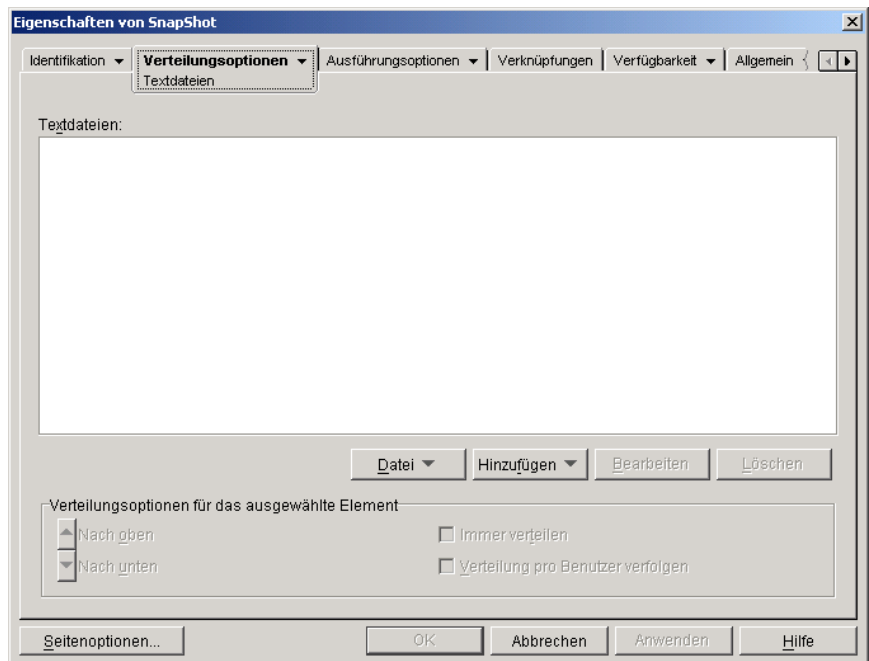 Eigenschaften von SnapShot
Identifikation Verteilungsoptionen Ausführungsoptionen Verknüpfungen Verfügbarkeit Allgemein
Textdateien
Textdateien:
Datei Hinzufügen Bearbeiten Löschen
Verteilungsoptionen für das ausgewählte Element
Nach oben Immer verteilen
Nach unten Verteilung pro Benutzer verfolgen
Seitenoptionen... OK Abbrechen Anwenden Hilfe